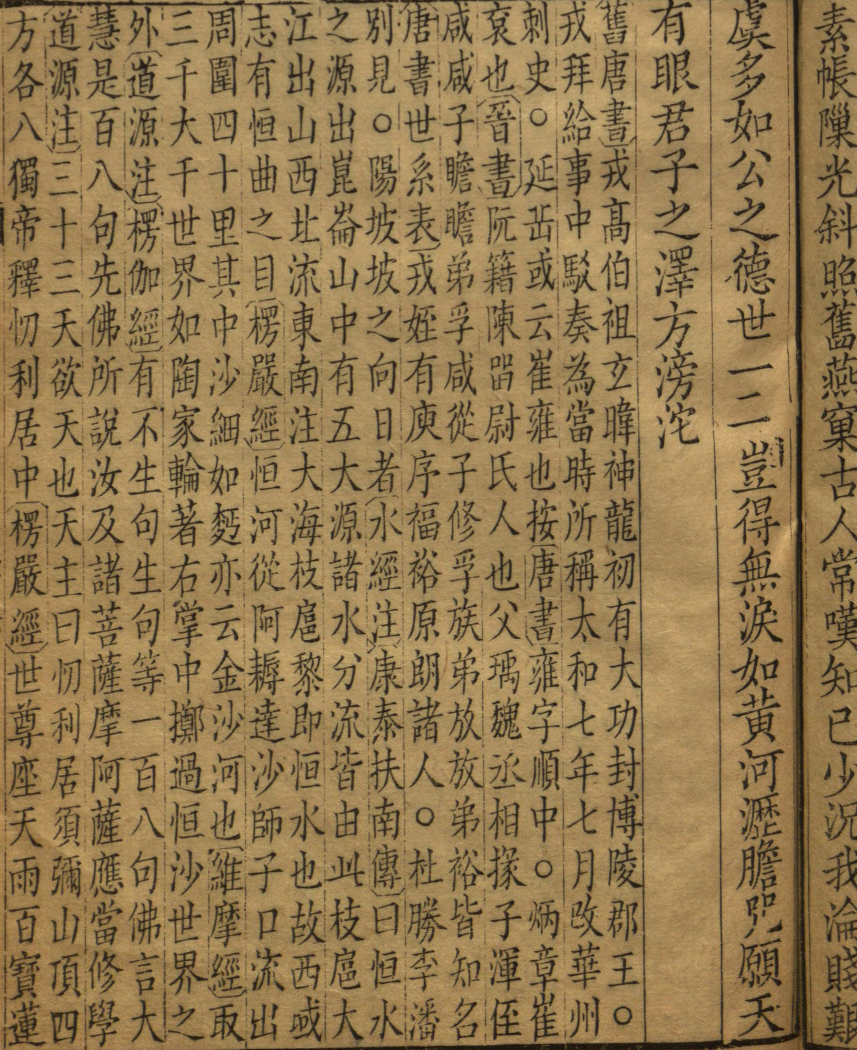 素帳隟光斜照舊燕窠古人常嘆知已少況我淪賤艱
虞多如公之德世一二豈得無淚如黃河瀝膽呪願天
有眼君子之澤方滂沱
舊唐書戎高伯祖玄暐神龍初有大功封博陵郡王○
戎拜給事中駁奏為當時所稱太和七年七月改華州
刺史○延嵒或云崔雍也按唐書雍字順中○炳章崔
衮也晉書阮籍陳畱尉氏人也父瑀魏丞相掾子渾侄
咸咸子瞻瞻弟孚咸從子修孚族弟放放弟裕皆知名
唐書世系表戎姪有庾序福裕原朗諸人○杜勝李潘
別見○陽坡坡之向日者水經注康泰扶南傳曰恒水
之源出崑崙山中有五大源諸水分流皆由此枝扈大
江出山西北流東南注大海枝扈黎即恒水也故西或
志有恒曲之目楞嚴經恒河從阿耨達沙師子口流出
周圍四十里其中沙細如麪亦云金沙河也維摩經取
三千大千世界如陶家輪著右掌中擲過恒沙世界之
外道源注楞伽經有不生句生句等一百八句佛言大
慧是百八句先佛所說汝及諸菩薩摩阿薩應當修學
道源注三十三天欲天也天主曰忉利居須彌山頂四
方各八獨帝釋忉利居中楞嚴經世尊座天雨百寶蓮